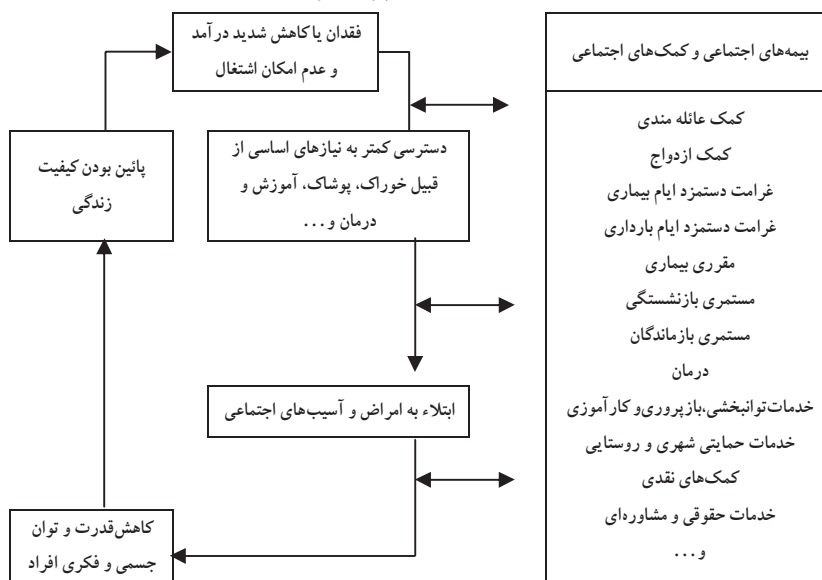 فقدان یا کاهش شدید درآمد
و عدم امکان اشتغال
بیمه‌های اجتماعی و کمک‌های اجتماعی
دسترسی کمتر به نیازهای اساسی از
قبیل خوراک، پوشاک، آموزش و
درمان و...
پائین بودن کیفیت
زندگی
کمک عائله مندی
کمک ازدواج
غرامت دستمزد ایام بیماری
غرامت دستمزد ایام بارداری
مقرری بیماری
مستمری بازنشستگی
مستمری بازماندگان
درمان
خدمات توانبخشی،بازپروری و کارآموزی
خدمات حمایتی شهری و روستایی
کمک‌های نقدی
خدمات حقوقی و مشاوره‌ای
و...
ابتلاء به امراض و آسیب‌های اجتماعی
کاهش قدرت و توان
جسمی و فکری افراد